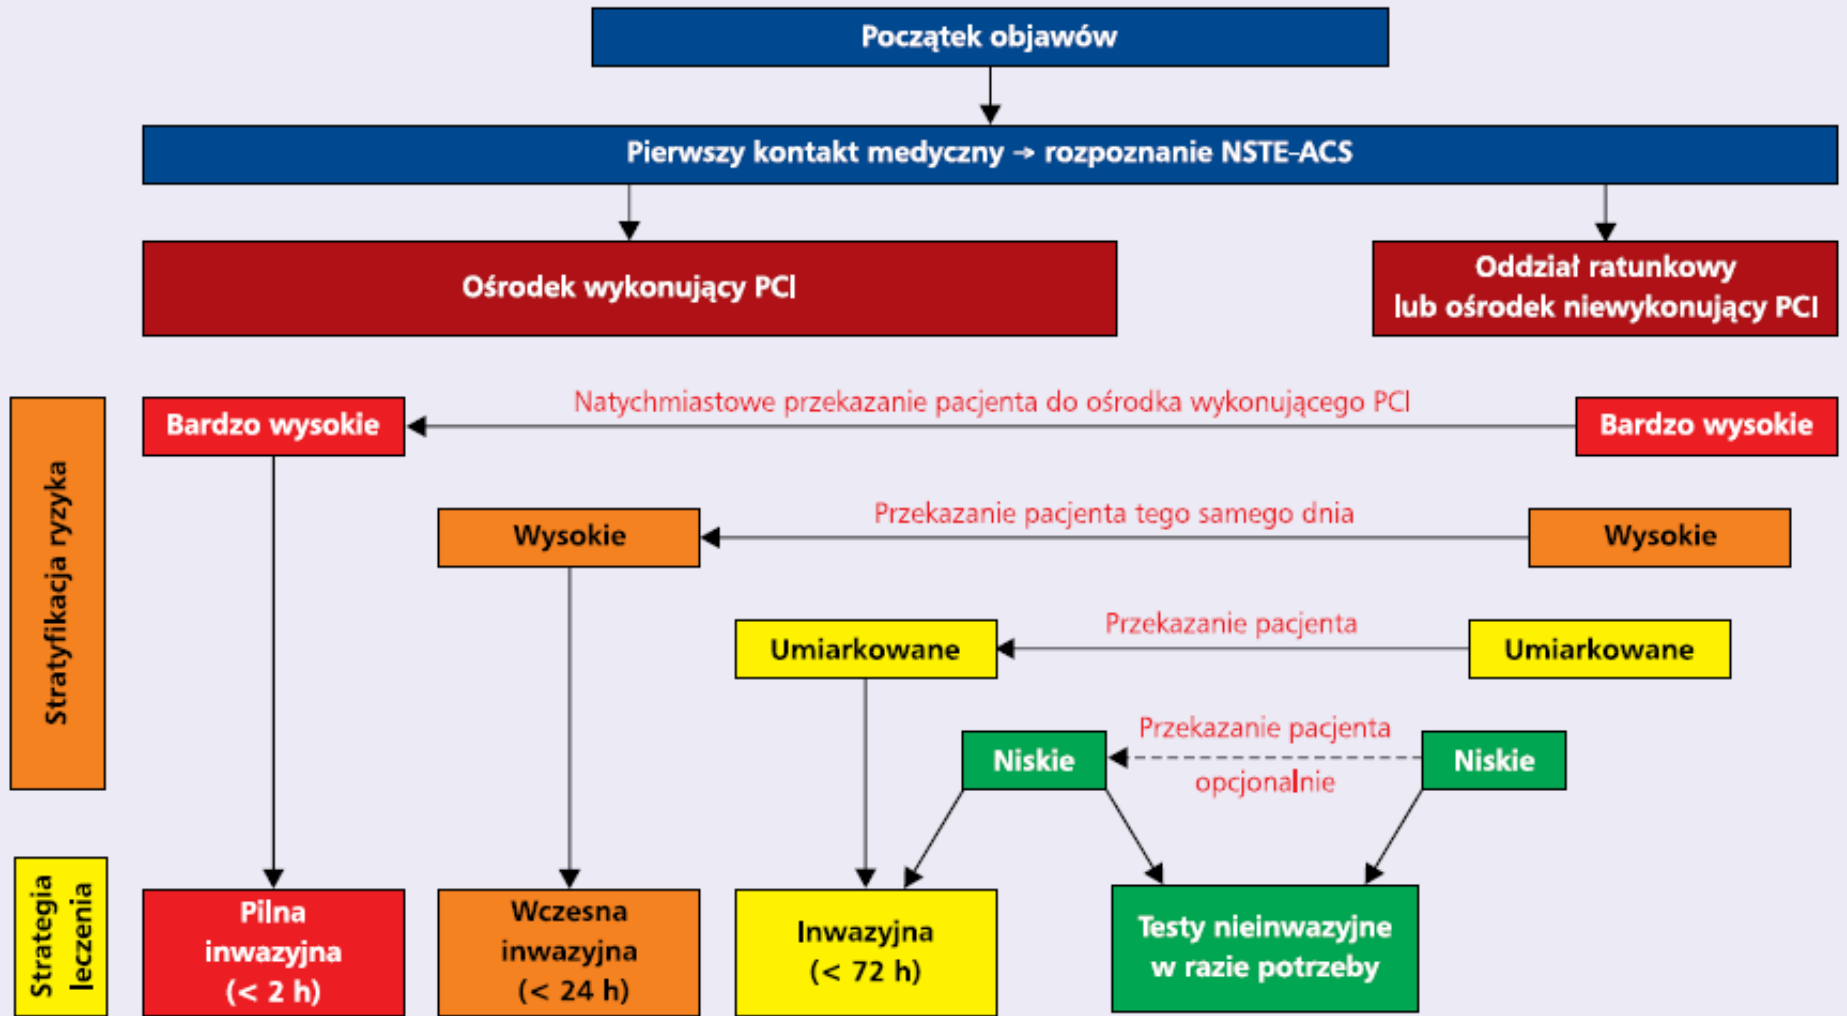 Początek objawów
Pierwszy kontakt medyczny → rozpoznanie NSTE-ACS
Ośrodek wykonujący PCI
Oddział ratunkowy
lub ośrodek niewykonujący PCI
Stratyfikacja ryzyka
Bardzo wysokie
Natychmiastowe przekazanie pacjenta do ośrodka wykonującego PCI
Bardzo wysokie
Wysokie
Przekazanie pacjenta tego samego dnia
Wysokie
Umiarkowane
Przekazanie pacjenta
Umiarkowane
Niskie
Przekazanie pacjenta
opcjonalnie
Niskie
Strategia
leczenia
Pilna
inwazyjna
(< 2 h)
Wczesna
inwazyjna
(< 24 h)
Inwazyjna
(< 72 h)
Testy nieinwazyjne
w razie potrzeby